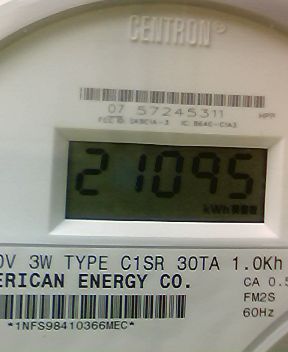 CENTRON®
07 57245311 HPP
21095
kWh
0V 3W TYPE C1SR 30TA 1.0Kh
ERICAN ENERGY CO.
CA 0.5
FM2S
60Hz
*1NFS98410366MEC*